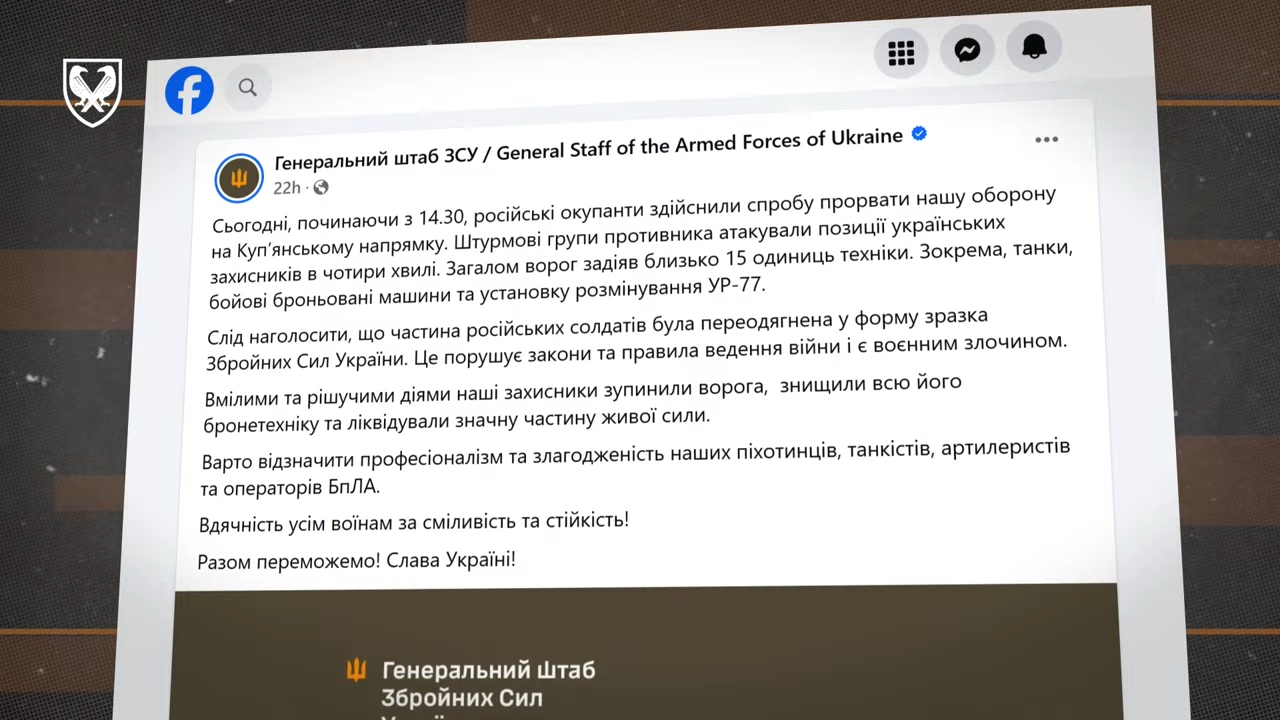 Генеральний штаб ЗСУ / General Staff of the Armed Forces of Ukraine
22h ·
Сьогодні, починаючи з 14.30, російські окупанти здійснили спробу прорвати нашу оборону
на Куп'янському напрямку. Штурмові групи противника атакували позиції українських
захисників в чотири хвилі. Загалом ворог задіяв близько 15 одиниць техніки. Зокрема, танки,
бойові броньовані машини та установку розмінування УР-77.
Слід наголосити, що частина російських солдатів була переодягнена у форму зразка
Збройних Сил України. Це порушує закони та правила ведення війни і є воєнним злочином.
Вмілими та рішучими діями наші захисники зупинили ворога, знищили всю його
бронетехніку та ліквідували значну частину живої сили.
Варто відзначити професіоналізм та злагодженість наших піхотинців, танкістів, артилеристів
та операторів БпЛА.
Вдячність усім воїнам за сміливість та стійкість!
Разом переможемо! Слава Україні!
Генеральний Штаб
Збройних Сил